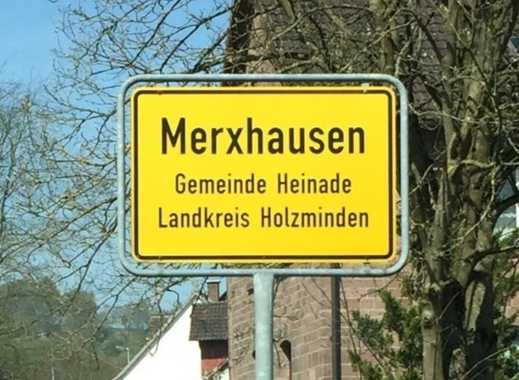 Merxhausen
Gemeinde Heinade
Landkreis Holzminden